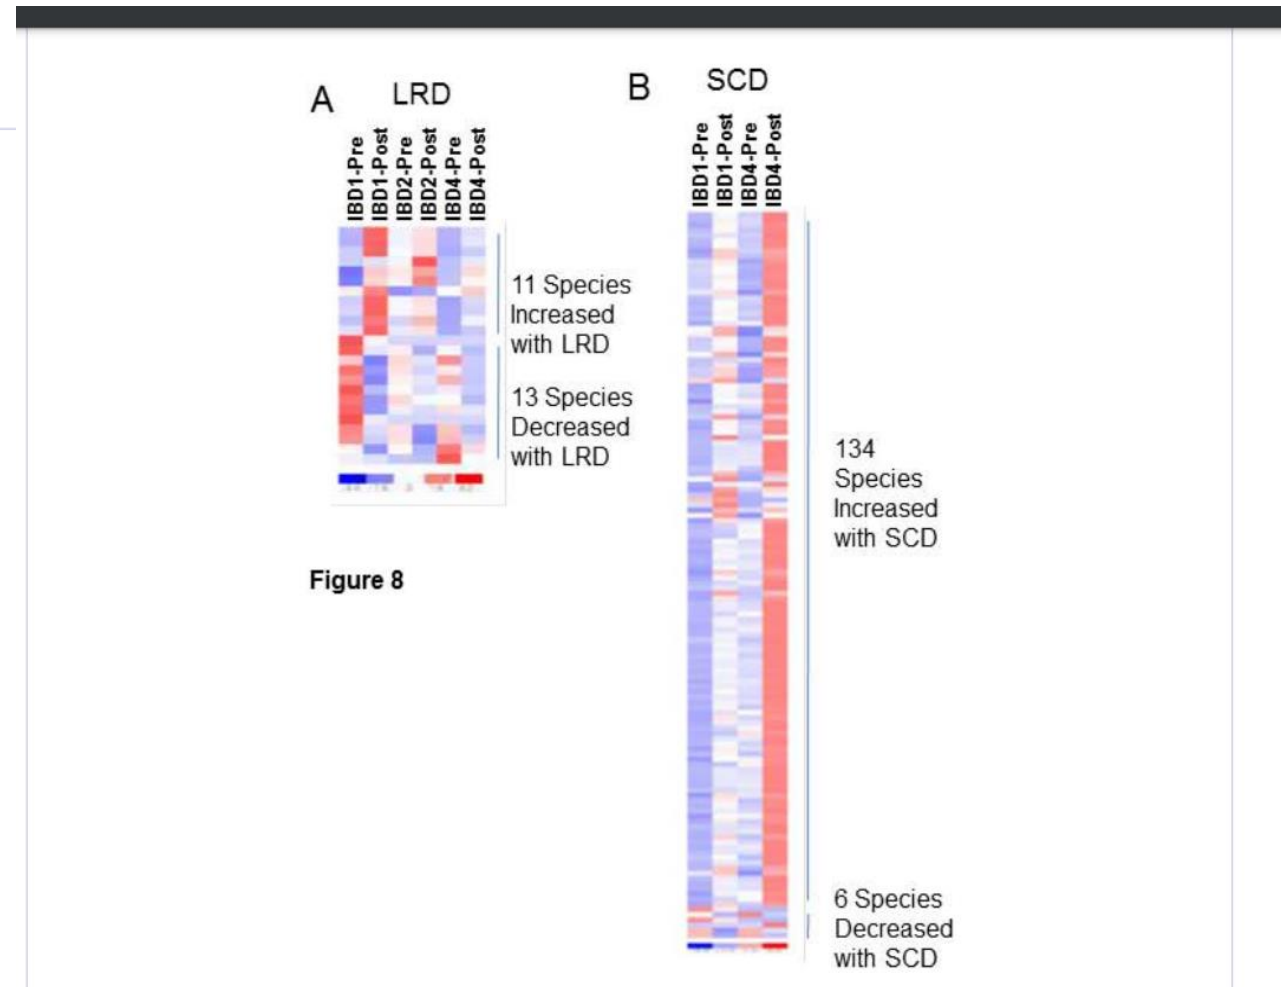 A
LRD
IBD1-Pre
IBD1-Post
IBD2-Pre
IBD2-Post
IBD4-Pre
IBD4-Post
11 Species
Increased
with LRD
13 Species
Decreased
with LRD
Figure 8
B
SCD
IBD1-Pre
IBD1-Post
IBD4-Pre
IBD4-Post
134
Species
Increased
with SCD
6 Species
Decreased
with SCD